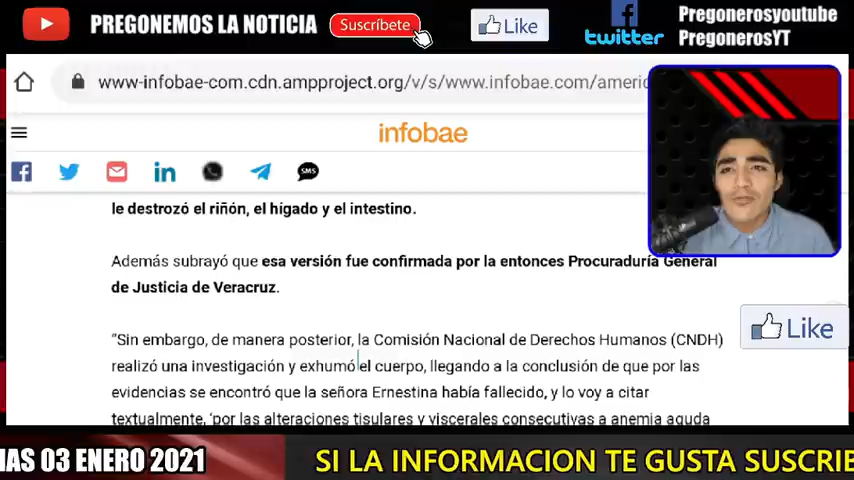 PREGONEMOS LA NOTICIA
Suscríbete
Like
twitter
Pregonerosyoutube
PregonerosYT
www-infobae-com.cdn.ampproject.org/v/s/www.infobae.com/americ
infobae
SMS
le destrozó el riñón, el hígado y el intestino.
Además subrayó que esa versión fue confirmada por la entonces Procuraduría General
de Justicia de Veracruz.
"Sin embargo, de manera posterior, la Comisión Nacional de Derechos Humanos (CNDH)
realizó una investigación y exhumó el cuerpo, llegando a la conclusión de que por las
evidencias se encontró que la señora Ernestina había fallecido, y lo voy a citar
textualmente, 'por las alteraciones tisulares y viscerales consecutivas a anemia aguda
Like
IAS 03 ENERO 2021
SI LA INFORMACION TE GUSTA SUSCRIB